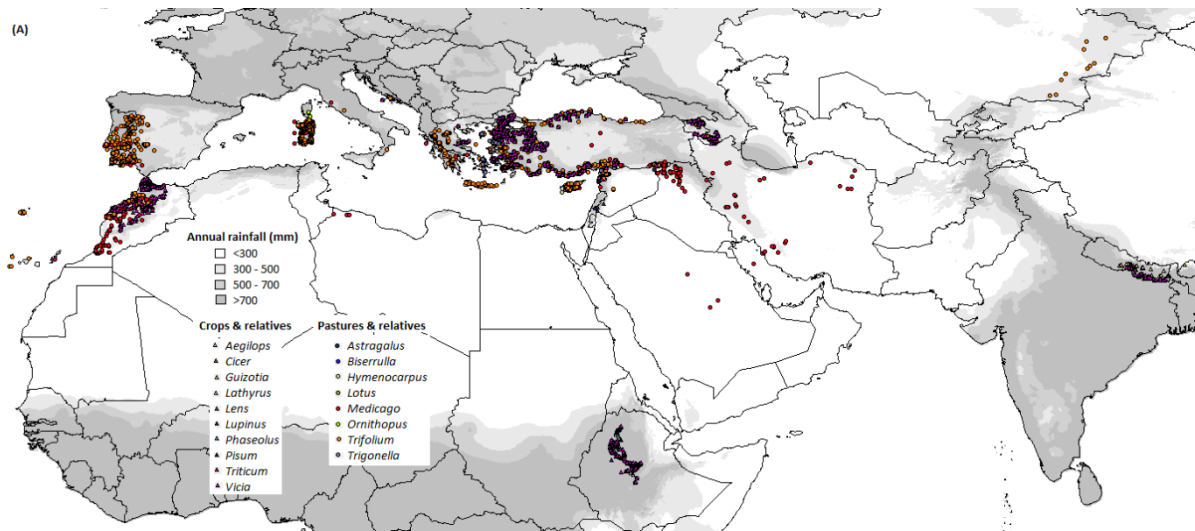 (A)
Annual rainfall (mm)
<300
300 - 500
500 - 700
>700
Crops & relatives
Aegilops
Cicer
Guizotia
Lathyrus
Lens
Lupinus
Phaseolus
Pisum
Triticum
Vicia
Pastures & relatives
Astragalus
Biserrulla
Hymenocarpus
Lotus
Medicago
Ornithopus
Trifolium
Trigonella